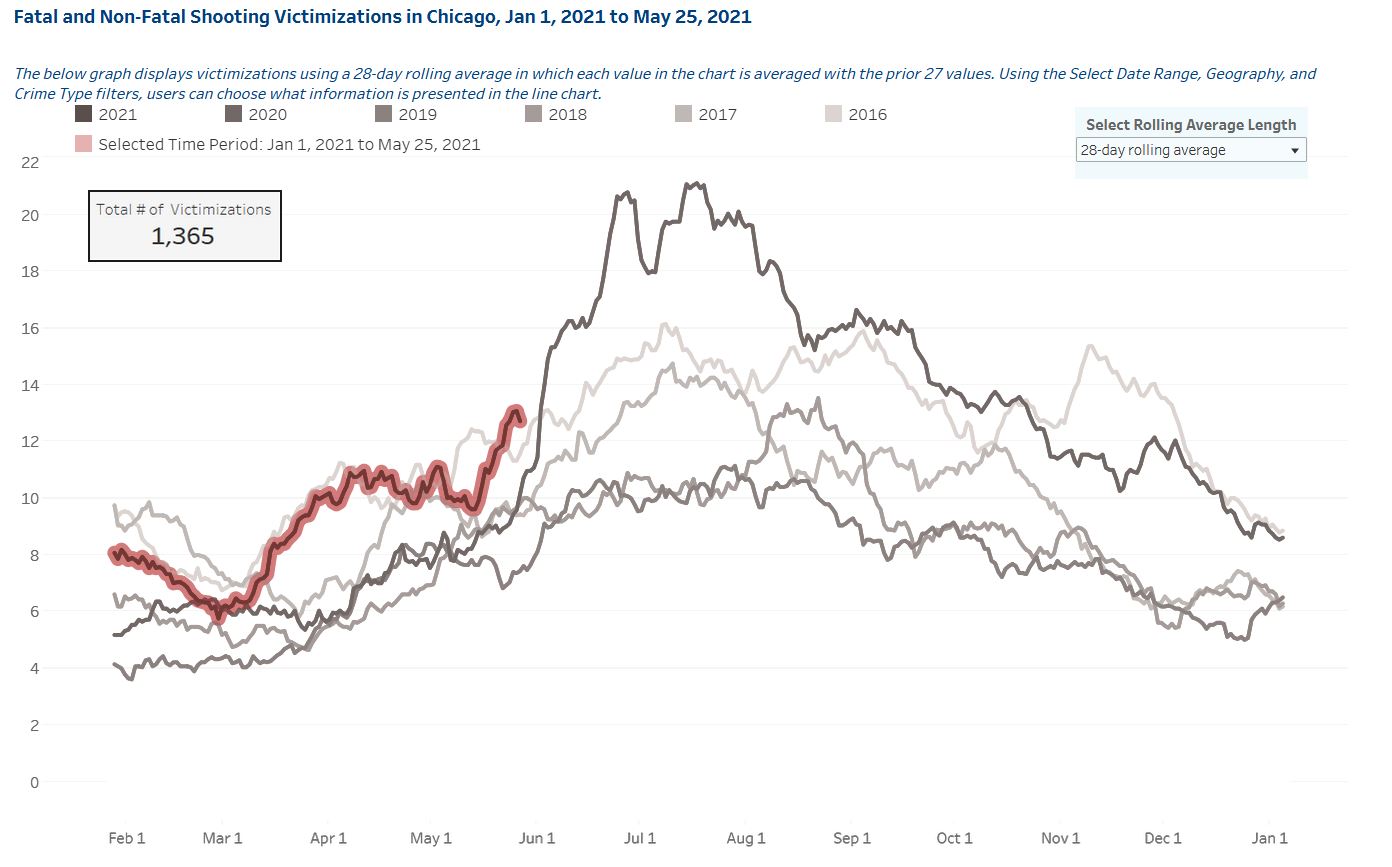 Fatal and Non-Fatal Shooting Victimizations in Chicago, Jan 1, 2021 to May 25, 2021
The below graph displays victimizations using a 28-day rolling average in which each value in the chart is averaged with the prior 27 values. Using the Select Date Range, Geography, and
Crime Type filters, users can choose what information is presented in the line chart.
2021 2020 2019 2018 2017 2016
Selected Time Period: Jan 1, 2021 to May 25, 2021
Select Rolling Average Length
28-day rolling average
Total # of Victimizations
1,365
22
20
18
16
14
12
10
8
6
4
2
0
Feb 1 Mar 1 Apr 1 May 1 Jun 1 Jul 1 Aug 1 Sep 1 Oct 1 Nov 1 Dec 1 Jan 1